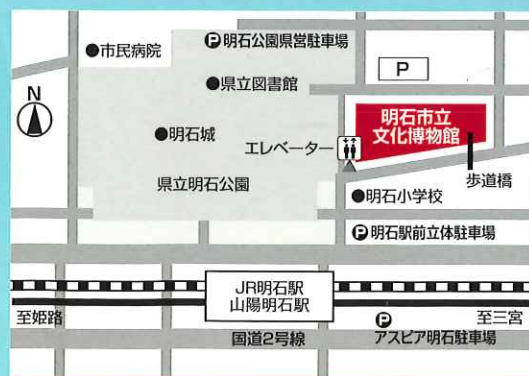 P 明石公園県営駐車場
●市民病院
P
●県立図書館
N
明石市立
文化博物館
●明石城
エレベーター
歩道橋
県立明石公園
●明石小学校
P 明石駅前立体駐車場
JR明石駅
山陽明石駅
至姫路
至三宮
P
国道2号線
アスピア明石駐車場